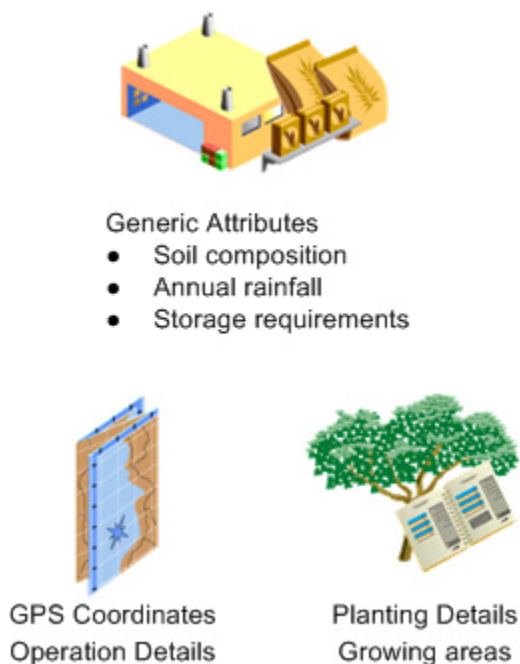 Generic Attributes
● Soil composition
● Annual rainfall
● Storage requirements
GPS Coordinates
Operation Details
Planting Details
Growing areas